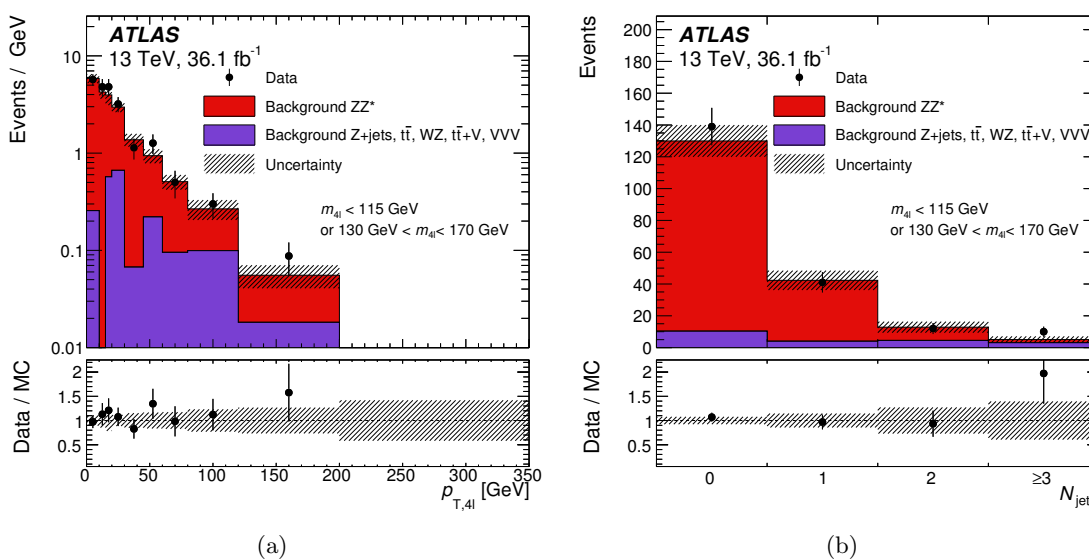 Events / GeV
ATLAS
13 TeV, 36.1 fb⁻¹
Data
Background ZZ*
Background Z+jets, tt̄, WZ, tt̄+V, VVV
Uncertainty
m₄ₗ < 115 GeV
or 130 GeV < m₄ₗ < 170 GeV
10
1
0.1
0.01
Data / MC
2
1.5
1
0.5
0 50 100 150 200 250 300 350
p_T,4l [GeV]
(a)
Events
ATLAS
13 TeV, 36.1 fb⁻¹
Data
Background ZZ*
Background Z+jets, tt̄, WZ, tt̄+V, VVV
Uncertainty
m₄ₗ < 115 GeV
or 130 GeV < m₄ₗ < 170 GeV
200
180
160
140
120
100
80
60
40
20
0
Data / MC
2
1.5
1
0.5
0 1 2 ≥3
N_jet
(b)